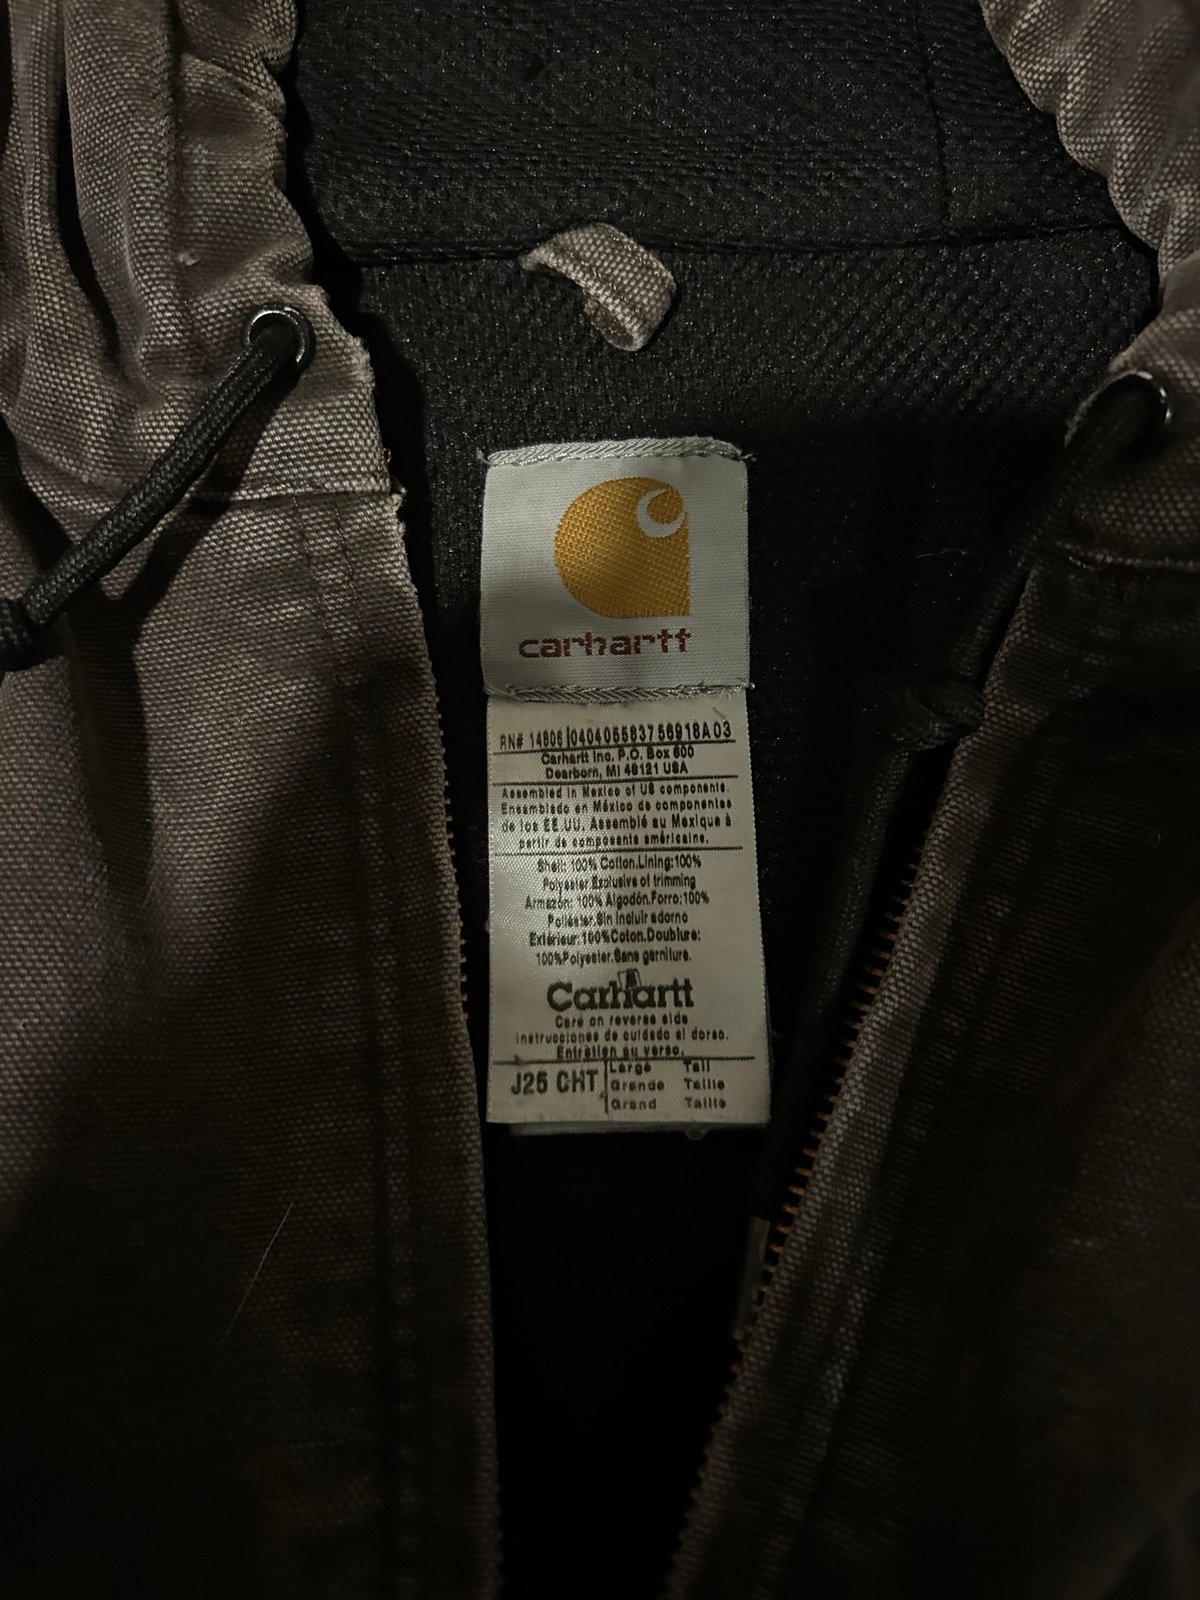 carhartt
RN# 14806 040405583756918A03
Carhartt Inc. P.O. Box 600
Dearborn, MI 48121 USA
Assembled in Mexico of US components.
Ensamblado en México de componentes
de los EE.UU. Assemblé au Mexique à
partir de composants américains.
Shell: 100% Cotton.Lining:100%
Polyester Exclusive of trimming
Armazón: 100% Algodón.Forro:100%
Poliéster.Sin incluir adorno
Extérieur:100%Coton.Doublure:
100%Polyester.Sans garniture.
Carhartt
Care on reverse side
instrucciones de cuidado al dorso.
Entretien au verso.
J25 CHT Large Tall
Grande Taille
Grand Taille